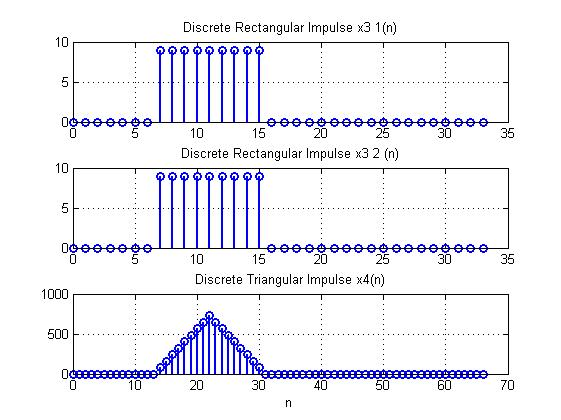 Discrete Rectangular Impulse x3 1(n)
10
5
0
0 5 10 15 20 25 30 35
Discrete Rectangular Impulse x3 2 (n)
10
5
0
0 5 10 15 20 25 30 35
Discrete Triangular Impulse x4(n)
1000
500
0
0 10 20 30 40 50 60 70
n